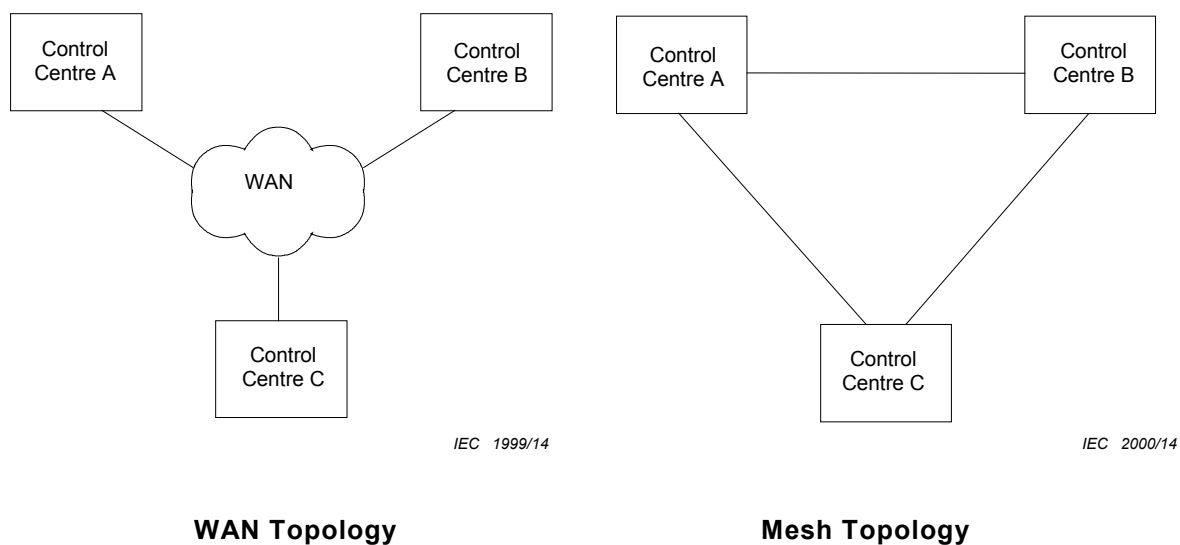 Control
Centre A
Control
Centre B
WAN
Control
Centre C
IEC 1999/14
WAN Topology
Control
Centre A
Control
Centre B
Control
Centre C
IEC 2000/14
Mesh Topology